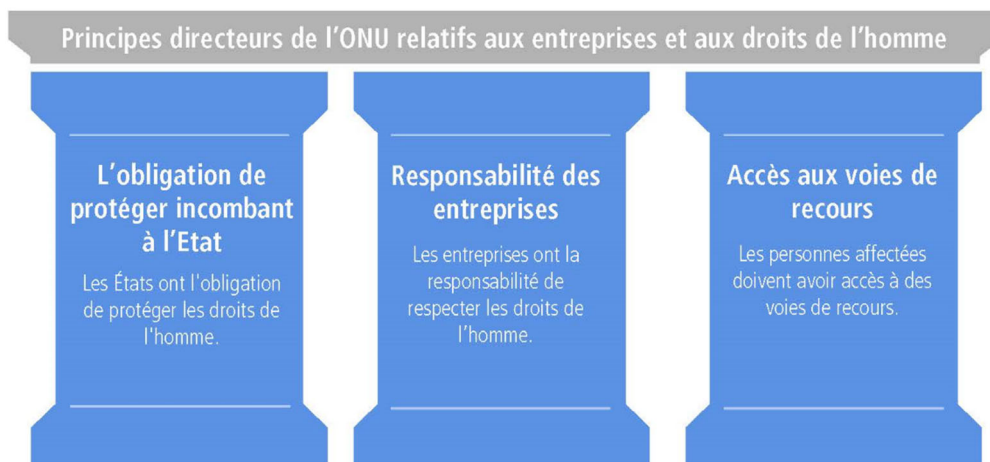 Principes directeurs de l'ONU relatifs aux entreprises et aux droits de l'homme
L'obligation de
protéger incombant
à l'Etat
Les États ont l'obligation
de protéger les droits de
l'homme.
Responsabilité des
entreprises
Les entreprises ont la
responsabilité de
respecter les droits de
l'homme.
Accès aux voies de
recours
Les personnes affectées
doivent avoir accès à des
voies de recours.